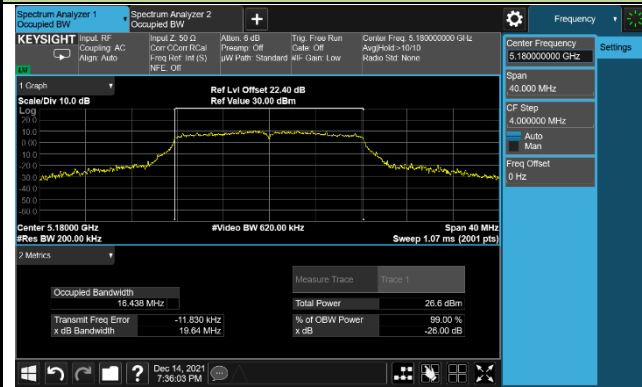 Spectrum Analyzer 1
Occupied BW
Spectrum Analyzer 2
Occupied BW
+
Frequency
KEYSIGHT
Input: RF
Coupling: AC
Align: Auto
Input Z: 50 Ω
Corr CCorr RCal
Freq Ref: Int (S)
NFE: Off
Atten: 6 dB
Preamp: Off
µW Path: Standard
Trig: Free Run
Gate: Off
#IF Gain: Low
Center Freq: 5.180000000 GHz
Avg|Hold:>10/10
Radio Std: None
Center Frequency
5.180000000 GHz
Settings
Span
40.000 MHz
CF Step
4.000000 MHz
Auto
Man
Freq Offset
0 Hz
1 Graph
Scale/Div 10.0 dB
Ref Lvl Offset 22.40 dB
Ref Value 30.00 dBm
Log
20.0
10.0
0.00
-10.0
-20.0
-30.0
-40.0
-50.0
-60.0
Center 5.18000 GHz
#Res BW 200.00 kHz
#Video BW 620.00 kHz
Span 40 MHz
Sweep 1.07 ms (2001 pts)
2 Metrics
Measure Trace
Trace 1
Occupied Bandwidth
16.438 MHz
Total Power
26.6 dBm
Transmit Freq Error
-11.830 kHz
% of OBW Power
99.00 %
x dB Bandwidth
19.64 MHz
x dB
-26.00 dB
?
Dec 14, 2021
7:36:03 PM